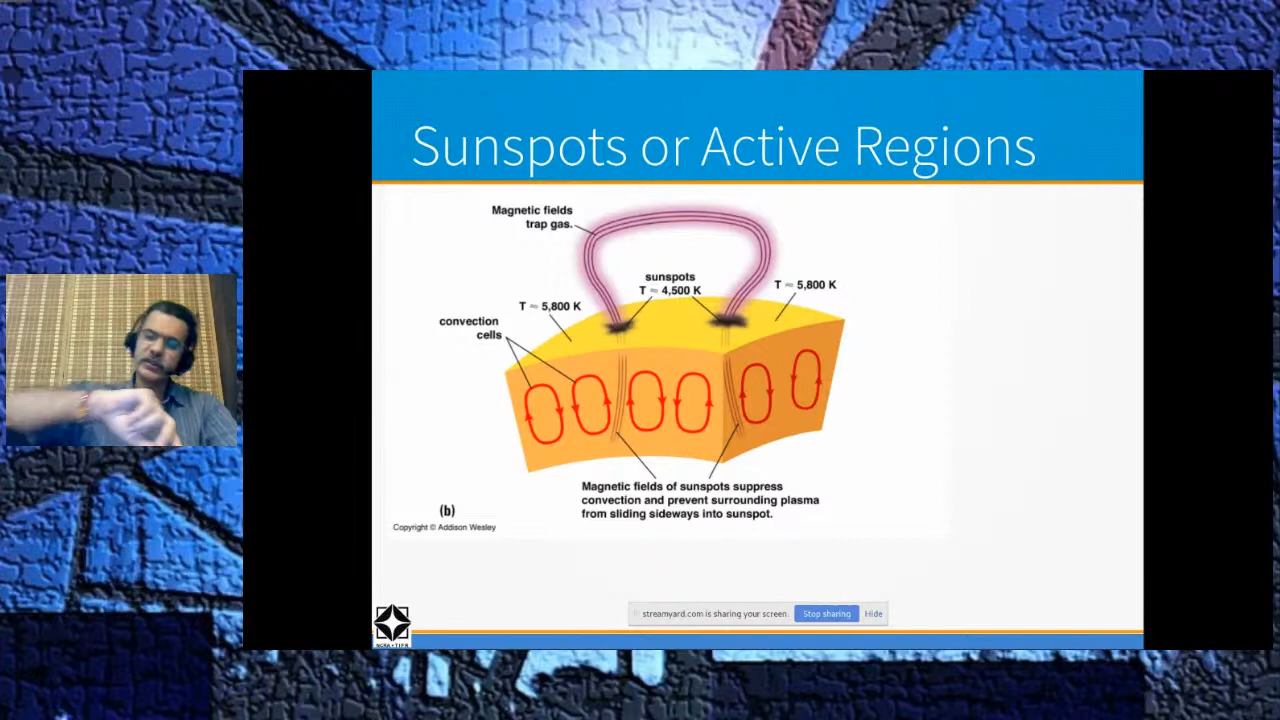 Sunspots or Active Regions
Magnetic fields
trap gas.
sunspots
T ≈ 4,500 K
T ≈ 5,800 K
T ≈ 5,800 K
convection
cells
Magnetic fields of sunspots suppress
convection and prevent surrounding plasma
from sliding sideways into sunspot.
(b)
Copyright © Addison Wesley
streamyard.com is sharing your screen.
Stop sharing
Hide
NCRA • TIFR